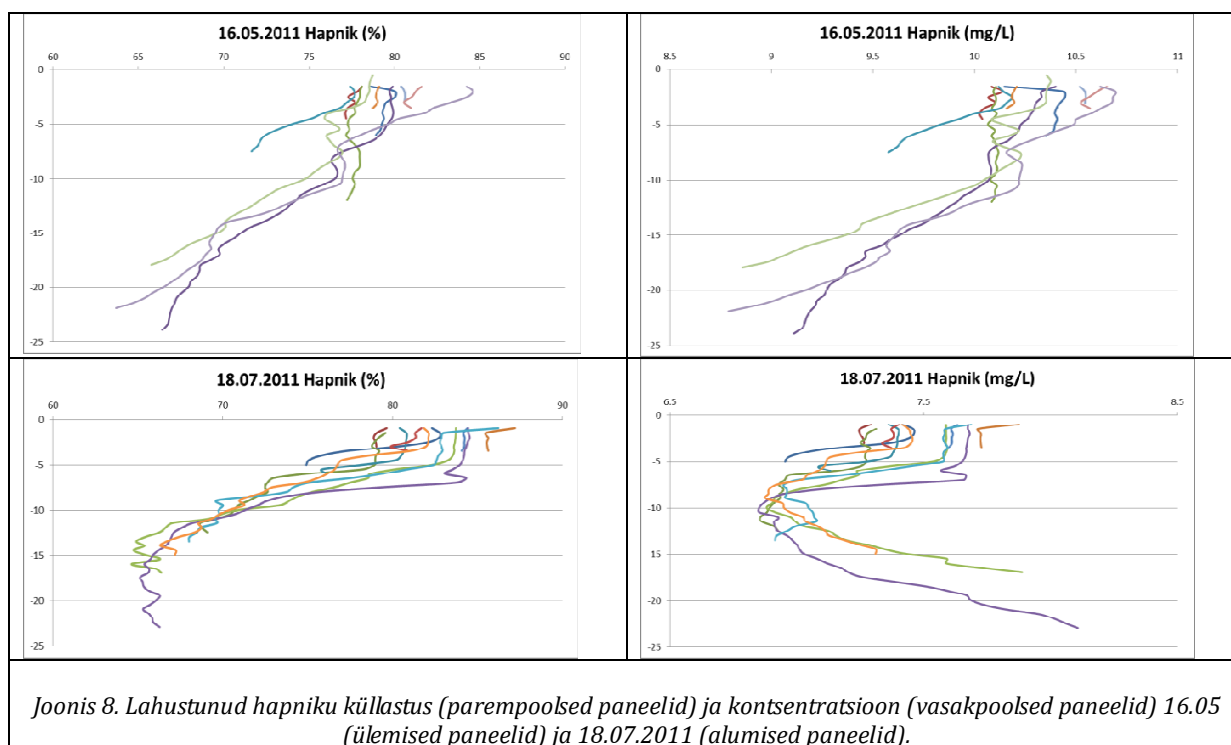 16.05.2011 Hapnik (%)
60 65 70 75 80 85 90
0
-5
-10
-15
-20
-25
16.05.2011 Hapnik (mg/L)
8.5 9 9.5 10 10.5 11
0
-5
-10
-15
-20
-25
18.07.2011 Hapnik (%)
60 70 80 90
0
-5
-10
-15
-20
-25
18.07.2011 Hapnik (mg/L)
6.5 7.5 8.5
0
-5
-10
-15
-20
-25
Joonis 8. Lahustunud hapniku küllastus (parempoolsed paneelid) ja kontsentratsioon (vasakpoolsed paneelid) 16.05
(ülemised paneelid) ja 18.07.2011 (alumised paneelid).